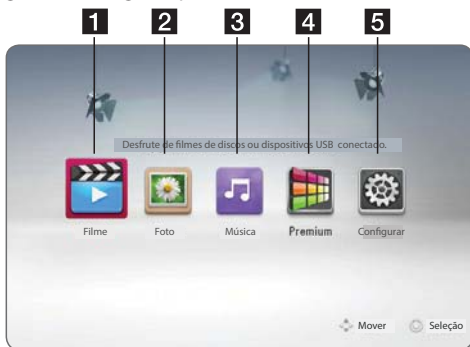 1 2 3 4 5
Desfrute de filmes de discos ou dispositivos USB conectado.
Filme Foto Música Premium Configurar
Mover Seleção